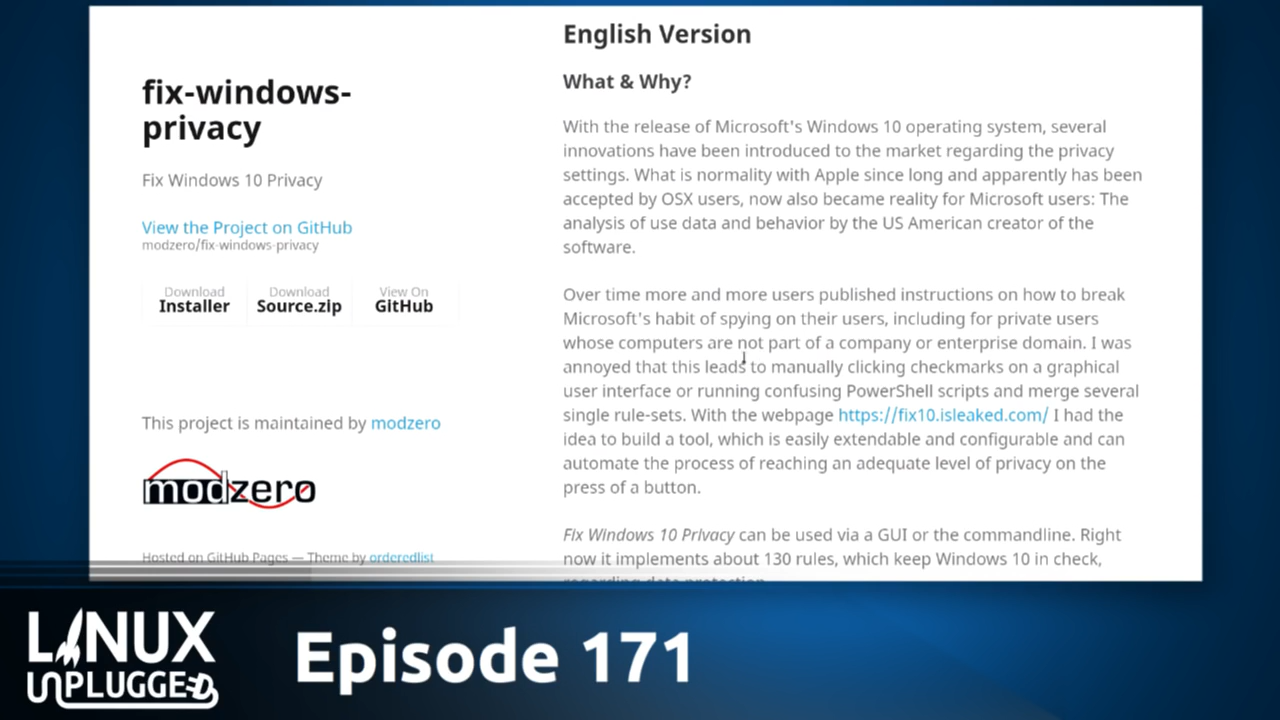 fix-windows-
privacy
Fix Windows 10 Privacy
View the Project on GitHub
modzero/fix-windows-privacy
Download
Installer
Download
Source.zip
View On
GitHub
This project is maintained by modzero
modzero
Hosted on GitHub Pages — Theme by orderedlist
English Version
What & Why?
With the release of Microsoft's Windows 10 operating system, several
innovations have been introduced to the market regarding the privacy
settings. What is normality with Apple since long and apparently has been
accepted by OSX users, now also became reality for Microsoft users: The
analysis of use data and behavior by the US American creator of the
software.
Over time more and more users published instructions on how to break
Microsoft's habit of spying on their users, including for private users
whose computers are not part of a company or enterprise domain. I was
annoyed that this leads to manually clicking checkmarks on a graphical
user interface or running confusing PowerShell scripts and merge several
single rule-sets. With the webpage https://fix10.isleaked.com/ I had the
idea to build a tool, which is easily extendable and configurable and can
automate the process of reaching an adequate level of privacy on the
press of a button.
Fix Windows 10 Privacy can be used via a GUI or the commandline. Right
now it implements about 130 rules, which keep Windows 10 in check,
regarding data protection.
LINUX
UNPLUGGED
Episode 171